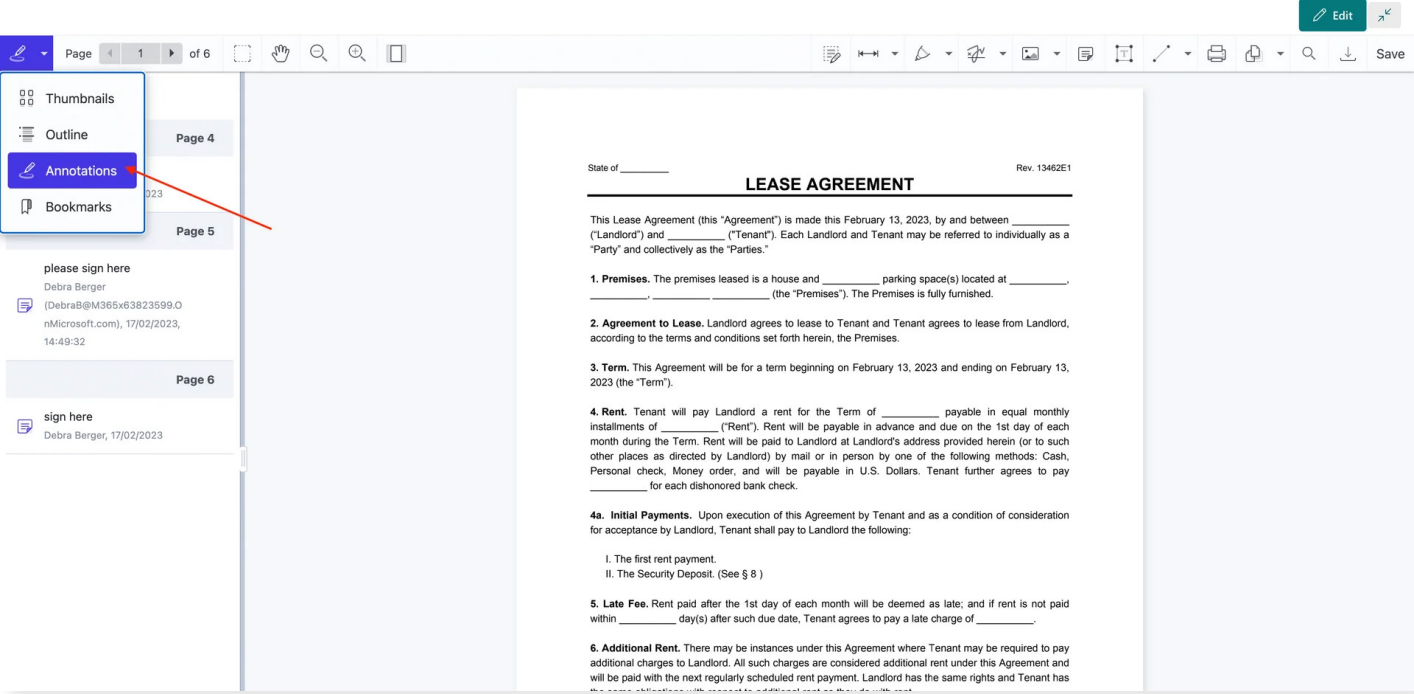 Edit
Page 1 of 6
Save
Thumbnails
Outline
Annotations
Bookmarks
Page 4
023
Page 5
please sign here
Debra Berger
(DebraB@M365x63823599.O
nMicrosoft.com), 17/02/2023,
14:49:32
Page 6
sign here
Debra Berger, 17/02/2023
State of __________ Rev. 13462E1
LEASE AGREEMENT
This Lease Agreement (this “Agreement”) is made this February 13, 2023, by and between __________
(“Landlord”) and __________ ("Tenant"). Each Landlord and Tenant may be referred to individually as a
“Party” and collectively as the “Parties.”
1. Premises. The premises leased is a house and __________ parking space(s) located at __________,
__________, __________ __________ (the “Premises”). The Premises is fully furnished.
2. Agreement to Lease. Landlord agrees to lease to Tenant and Tenant agrees to lease from Landlord,
according to the terms and conditions set forth herein, the Premises.
3. Term. This Agreement will be for a term beginning on February 13, 2023 and ending on February 13,
2023 (the “Term”).
4. Rent. Tenant will pay Landlord a rent for the Term of __________ payable in equal monthly
installments of __________ (“Rent”). Rent will be payable in advance and due on the 1st day of each
month during the Term. Rent will be paid to Landlord at Landlord's address provided herein (or to such
other places as directed by Landlord) by mail or in person by one of the following methods: Cash,
Personal check, Money order, and will be payable in U.S. Dollars. Tenant further agrees to pay
__________ for each dishonored bank check.
4a. Initial Payments. Upon execution of this Agreement by Tenant and as a condition of consideration
for acceptance by Landlord, Tenant shall pay to Landlord the following:
I. The first rent payment.
II. The Security Deposit. (See § 8 )
5. Late Fee. Rent paid after the 1st day of each month will be deemed as late; and if rent is not paid
within __________ day(s) after such due date, Tenant agrees to pay a late charge of __________.
6. Additional Rent. There may be instances under this Agreement where Tenant may be required to pay
additional charges to Landlord. All such charges are considered additional rent under this Agreement and
will be paid with the next regularly scheduled rent payment. Landlord has the same rights and Tenant has